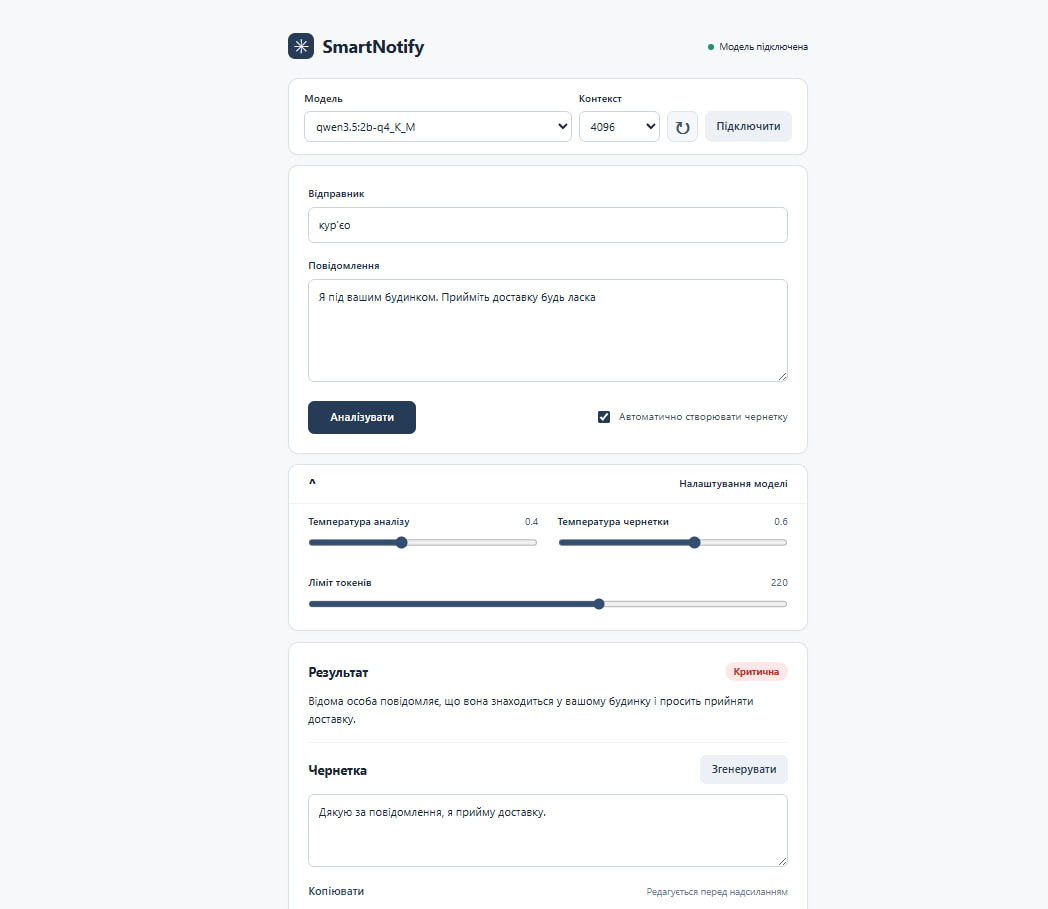 SmartNotify
Модель підключена
Модель
Контекст
qwen3.5:2b-q4_K_M
4096
Підключити
Відправник
кур'єо
Повідомлення
Я під вашим будинком. Прийміть доставку будь ласка
Аналізувати
Автоматично створювати чернетку
Налаштування моделі
Температура аналізу
0.4
Температура чернетки
0.6
Ліміт токенів
220
Результат
Критична
Відома особа повідомляє, що вона знаходиться у вашому будинку і просить прийняти
доставку.
Чернетка
Згенерувати
Дякую за повідомлення, я прийму доставку.
Копіювати
Редагується перед надсиланням